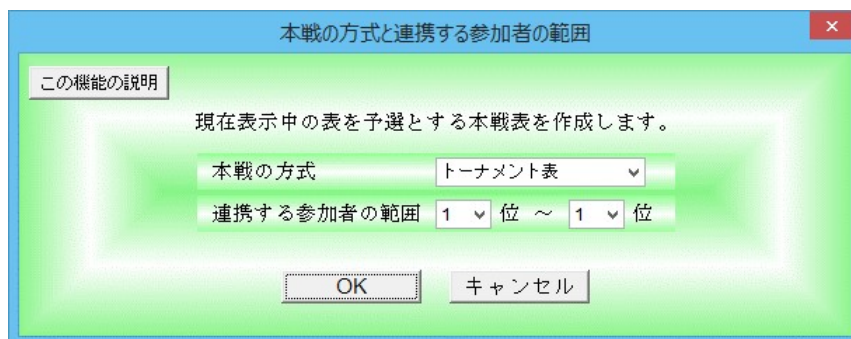 本戦の方式と連携する参加者の範囲
この機能の説明
現在表示中の表を予選とする本戦表を作成します。
本戦の方式 トーナメント表
連携する参加者の範囲 1 位 ～ 1 位
OK キャンセル